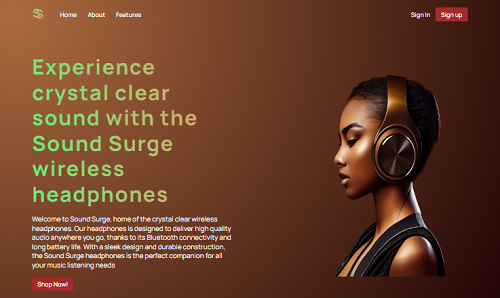 Home About Features Sign in Sign up
Experience
crystal clear
sound with the
Sound Surge
wireless
headphones
Welcome to Sound Surge, home of the crystal clear wireless
headphones. Our headphones is designed to deliver high quality
audio anywhere you go, thanks to its Bluetooth connectivity and
long battery life. With a sleek design and durable construction,
the Sound Surge headphones is the perfect companion for all
your music listening needs
Shop Now!